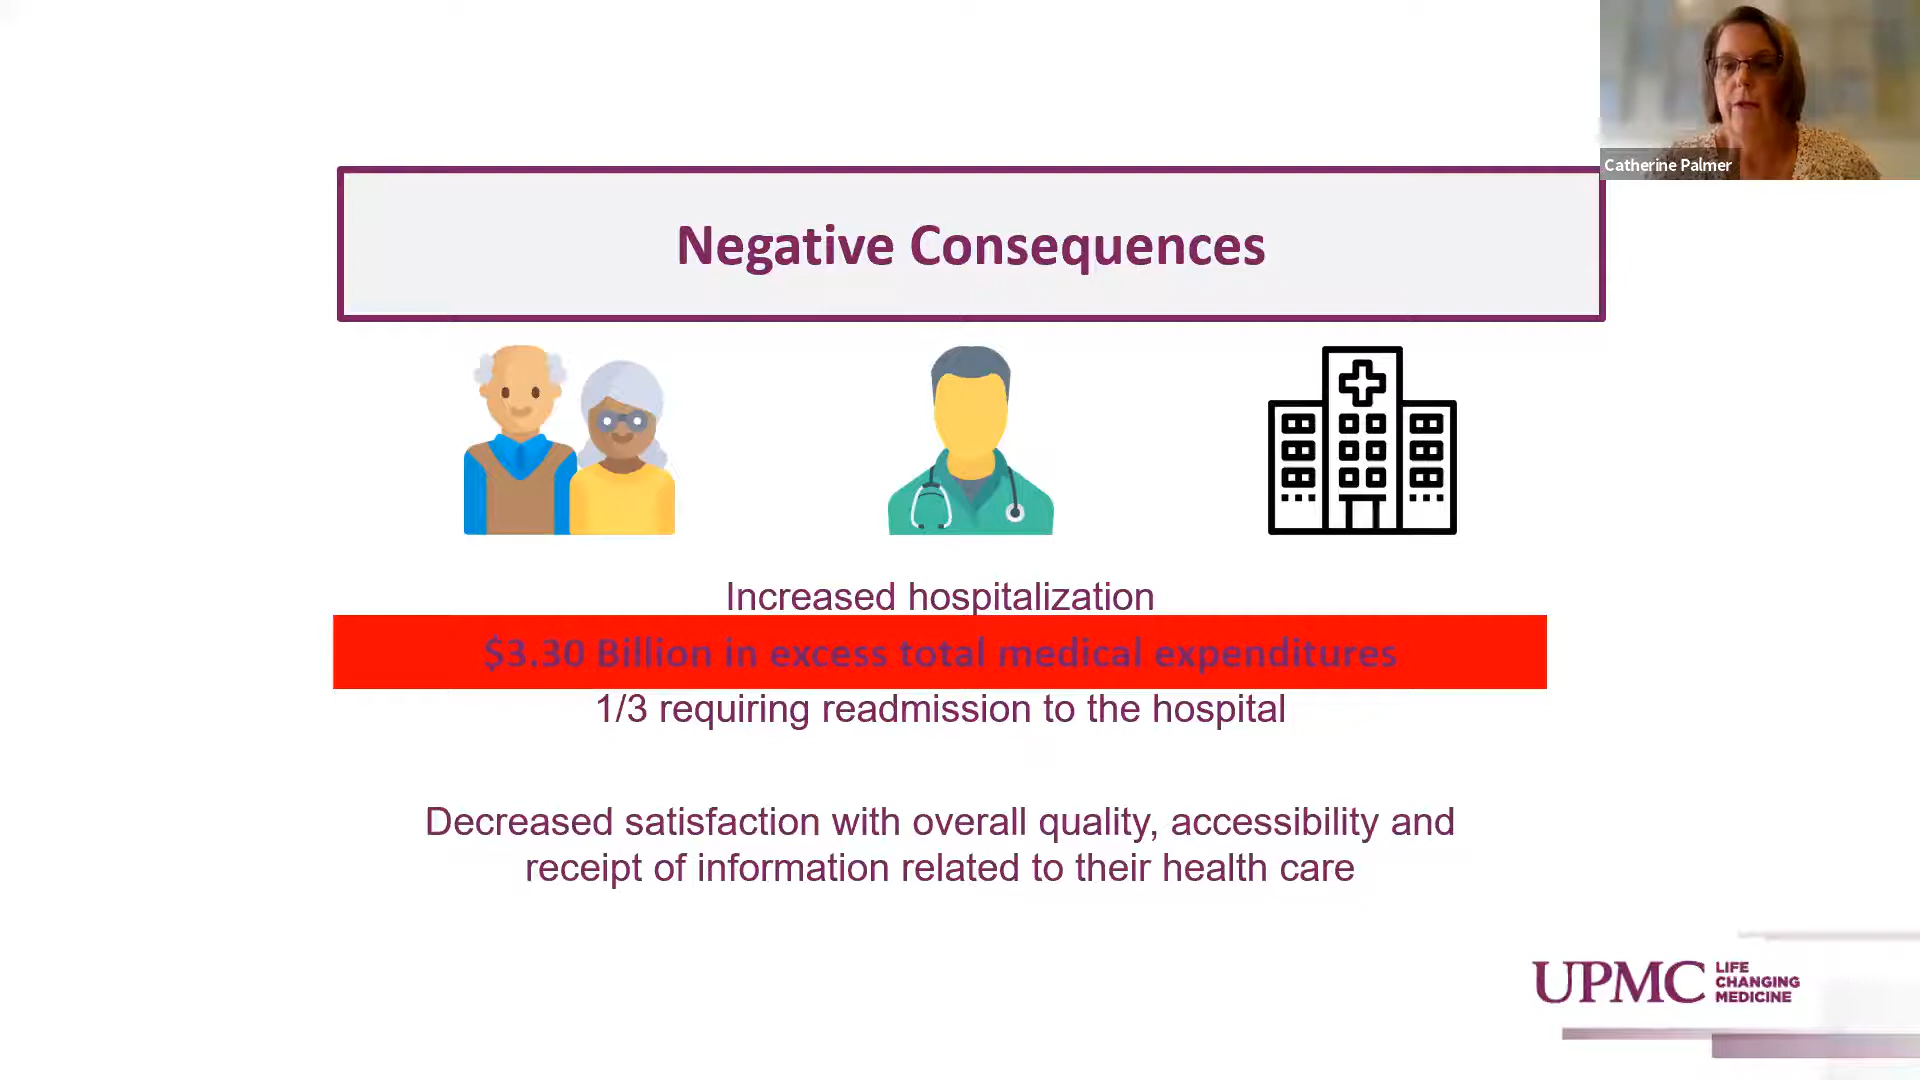 Catherine Palmer
Negative Consequences
Increased hospitalization
$3.30 Billion in excess total medical expenditures
1/3 requiring readmission to the hospital
Decreased satisfaction with overall quality, accessibility and
receipt of information related to their health care
UPMC
LIFE
CHANGING
MEDICINE